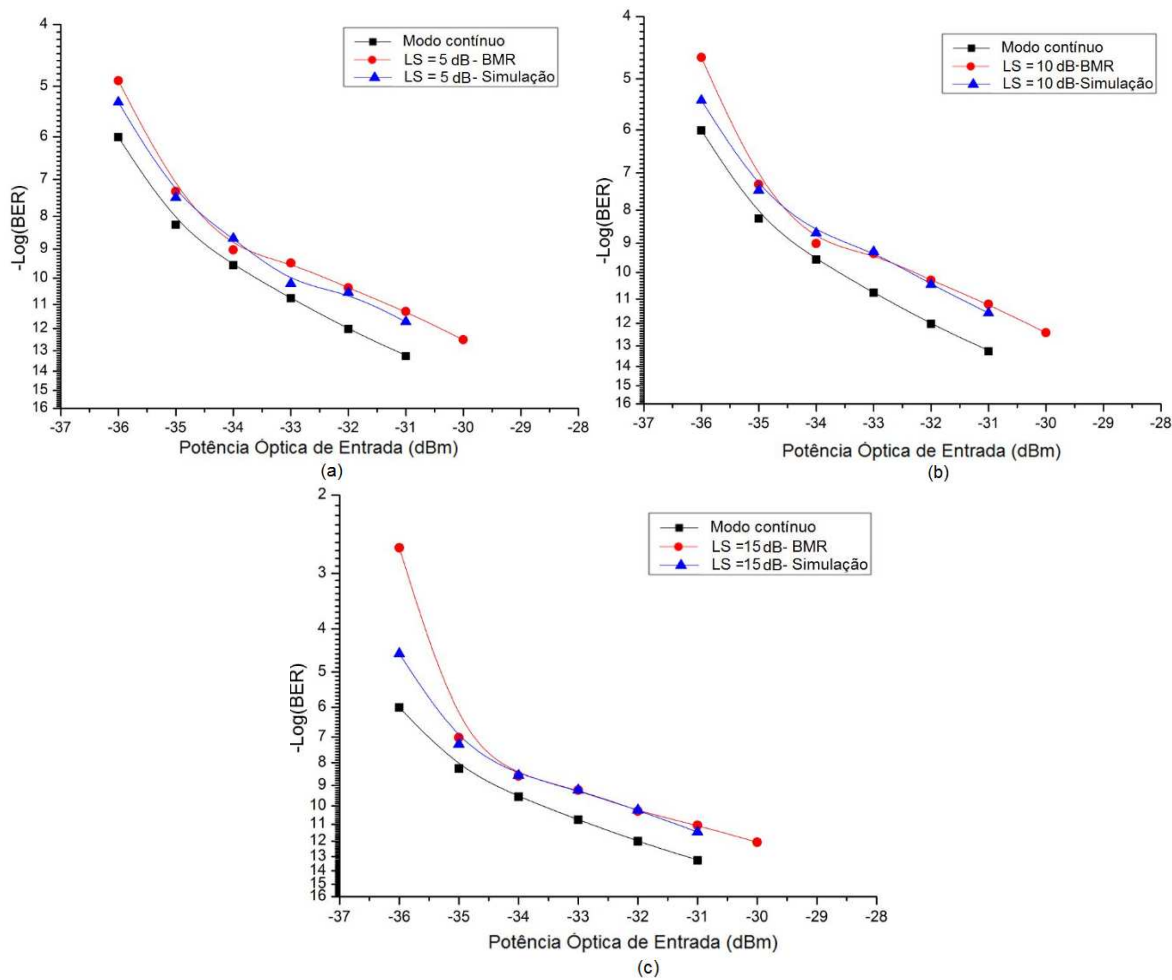 4
5
6
7
8
9
10
11
12
13
14
15
16
-Log(BER)
Modo contínuo
LS = 5 dB- BMR
LS = 5 dB- Simulação
-37 -36 -35 -34 -33 -32 -31 -30 -29 -28
Potência Óptica de Entrada (dBm)
(a)
4
5
6
7
8
9
10
11
12
13
14
15
16
-Log(BER)
Modo contínuo
LS = 10 dB-BMR
LS = 10 dB-Simulação
-37 -36 -35 -34 -33 -32 -31 -30 -29 -28
Potência Óptica de Entrada (dBm)
(b)
2
3
4
5
6
7
8
9
10
11
12
13
14
16
-Log(BER)
Modo contínuo
LS =15 dB- BMR
LS =15 dB- Simulação
-37 -36 -35 -34 -33 -32 -31 -30 -29 -28
Potência Óptica de Entrada (dBm)
(c)